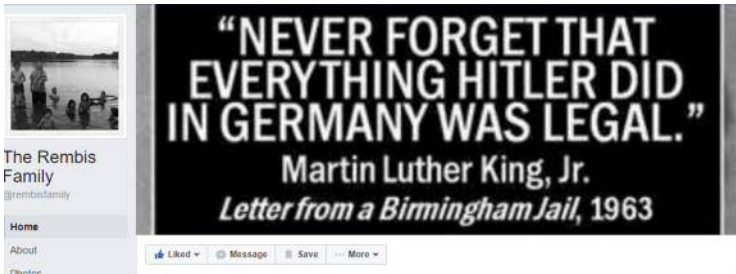 “NEVER FORGET THAT
EVERYTHING HITLER DID
IN GERMANY WAS LEGAL.”
Martin Luther King, Jr.
Letter from a Birmingham Jail, 1963
The Rembis
Family
@rembisfamily
Home
About
Photos
Liked
Message
Save
More